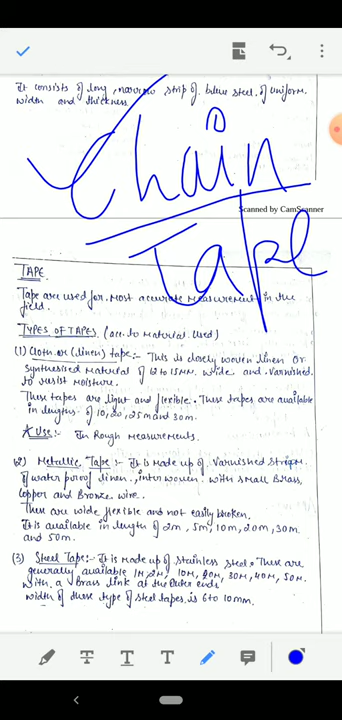 It consists of long, narrow strip of blue steel of uniform
width and thickness
Chain
Scanned by CamScanner
Tape
TAPE
Tape are used for most accurate measurement in the
field.
TYPES OF TAPES (acc. to Material used)
(1) Cloth or (linen) tape:- This is closely woven linen or
synthesised material of 12 to 15mm wide and varnished
to resist moisture.
These tapes are light and flexible. These tapes are available
in lengths of 10, 20, 25m and 30m.
* Use:- In Rough Measurements.
(2) Metallic Tape:- It is made up of varnished strip
of water proof linen, interwoven with small Brass,
Copper and Bronze wire.
These are wide flexible and not easily broken.
It is available in length of 2m, 5m, 10m, 20m, 30m
and 50m.
(3) Steel Tape:- It is made up of stainless steel. These are
generally available 1m, 2m, 10m, 20m, 30m, 40m, 50m.
with a Brass link at the outer end.
width of these type of steel tapes is 6 to 10mm.
T T T